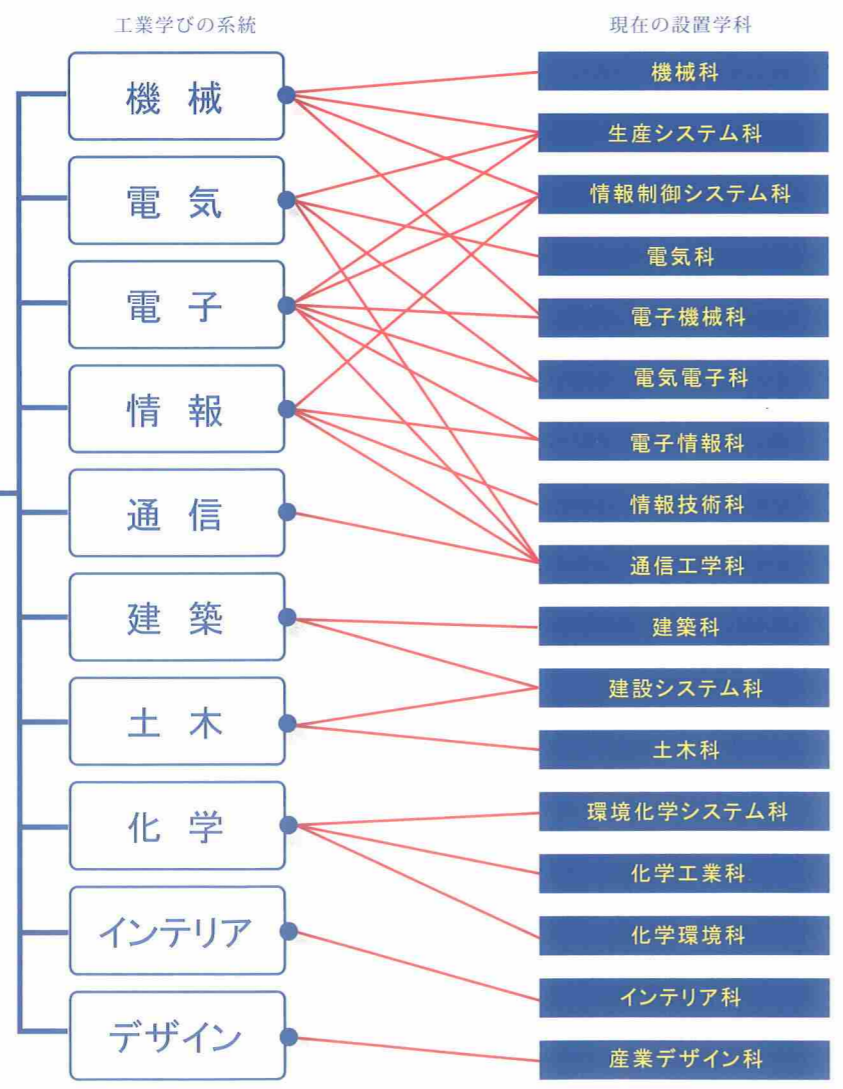 工業学びの系統
現在の設置学科
機械
電気
電子
情報
通信
建築
土木
化学
インテリア
デザイン
機械科
生産システム科
情報制御システム科
電気科
電子機械科
電気電子科
電子情報科
情報技術科
通信工学科
建築科
建設システム科
土木科
環境化学システム科
化学工業科
化学環境科
インテリア科
産業デザイン科